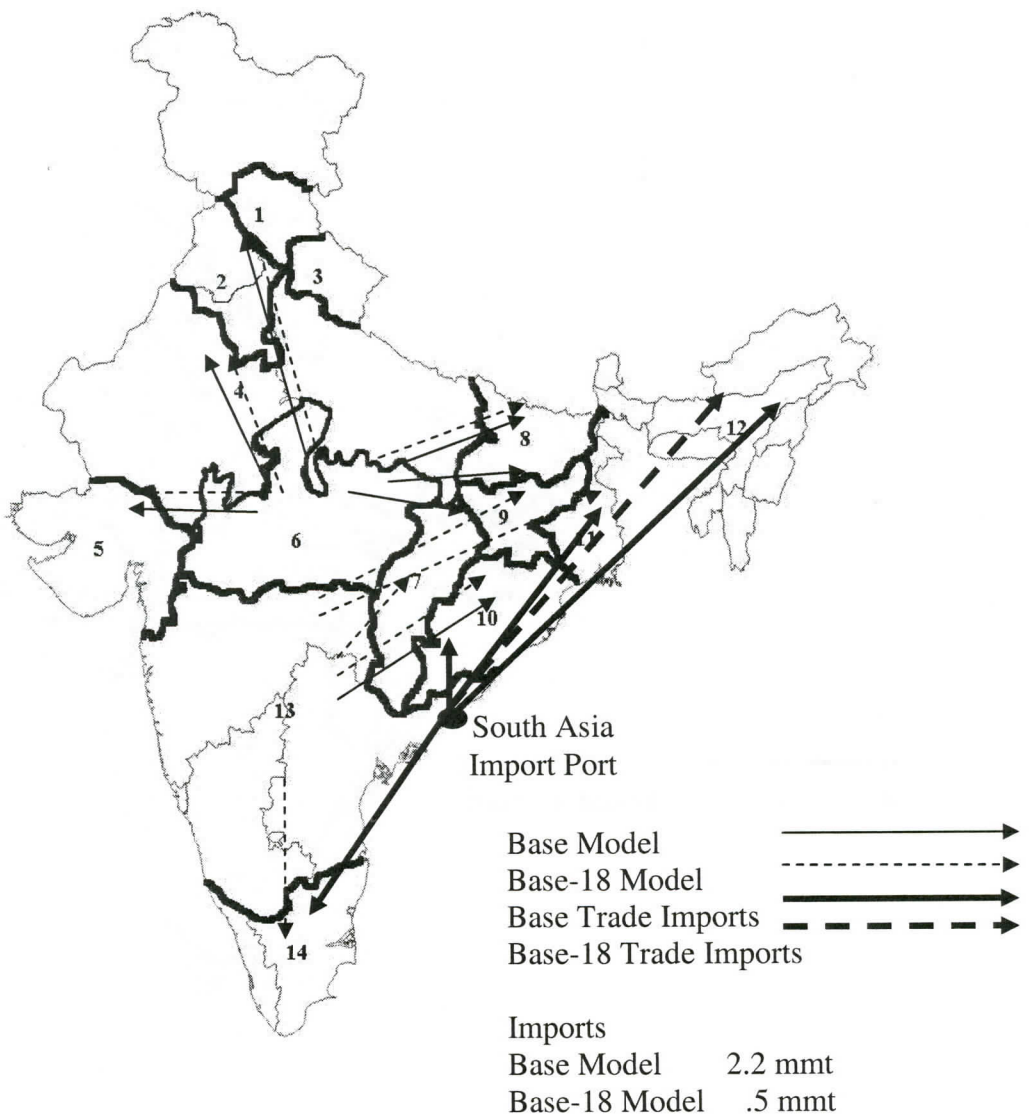 1
2
3
4
8
12
5
6
9
11
7
10
13
South Asia
Import Port
14
Base Model
Base-18 Model
Base Trade Imports
Base-18 Trade Imports
Imports
Base Model 2.2 mmt
Base-18 Model .5 mmt